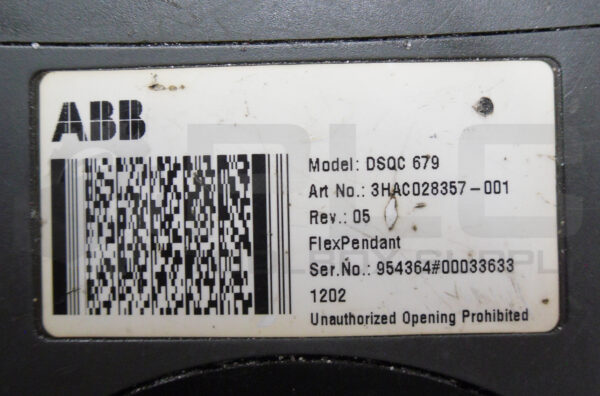 ABB
Model: DSQC 679
Art No.: 3HAC028357-001
Rev.: 05
FlexPendant
Ser.No.: 954364#00033633
1202
Unauthorized Opening Prohibited
PLC